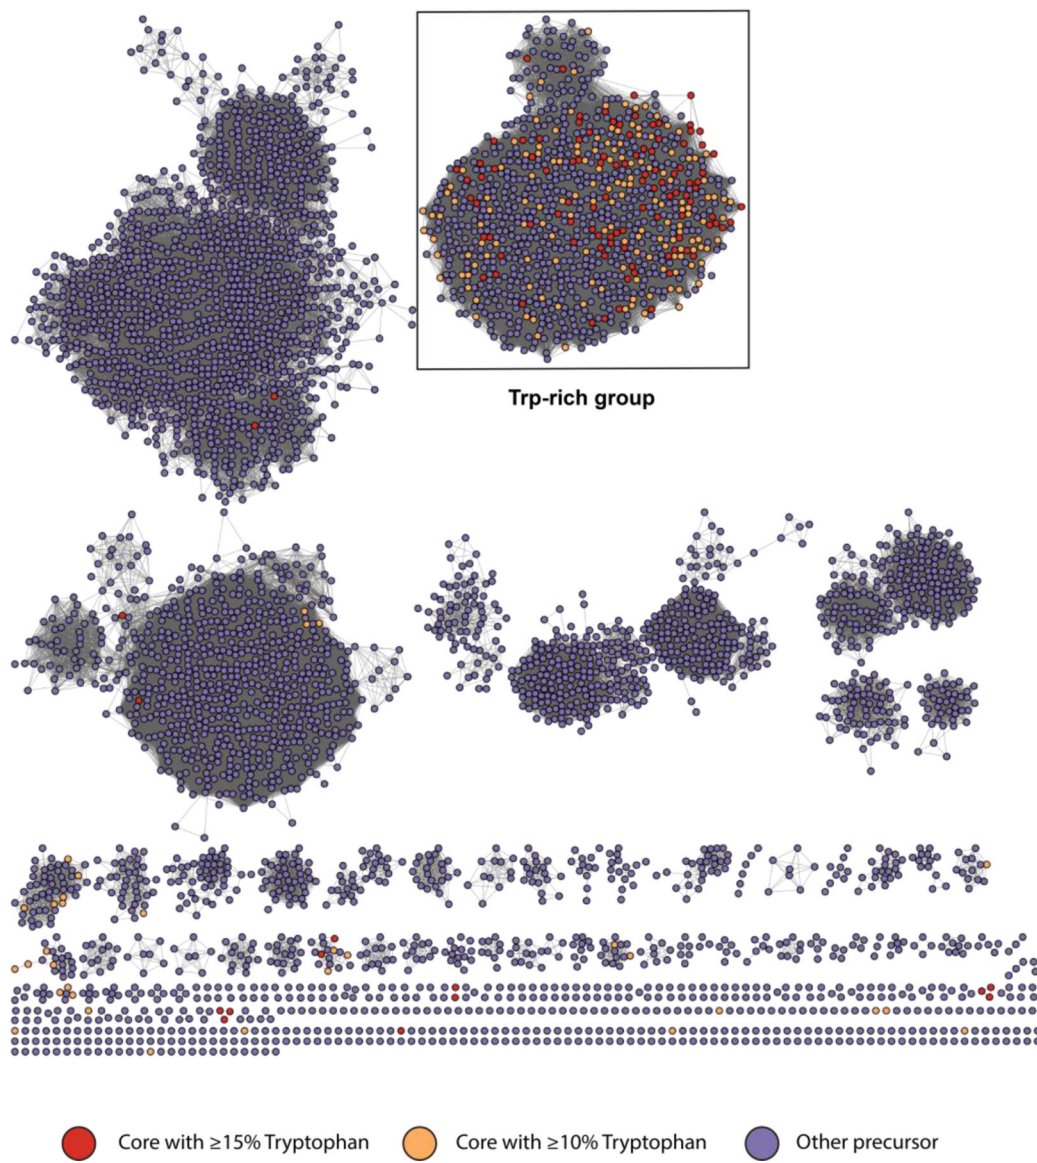 Trp-rich group
Core with ≥15% Tryptophan
Core with ≥10% Tryptophan
Other precursor